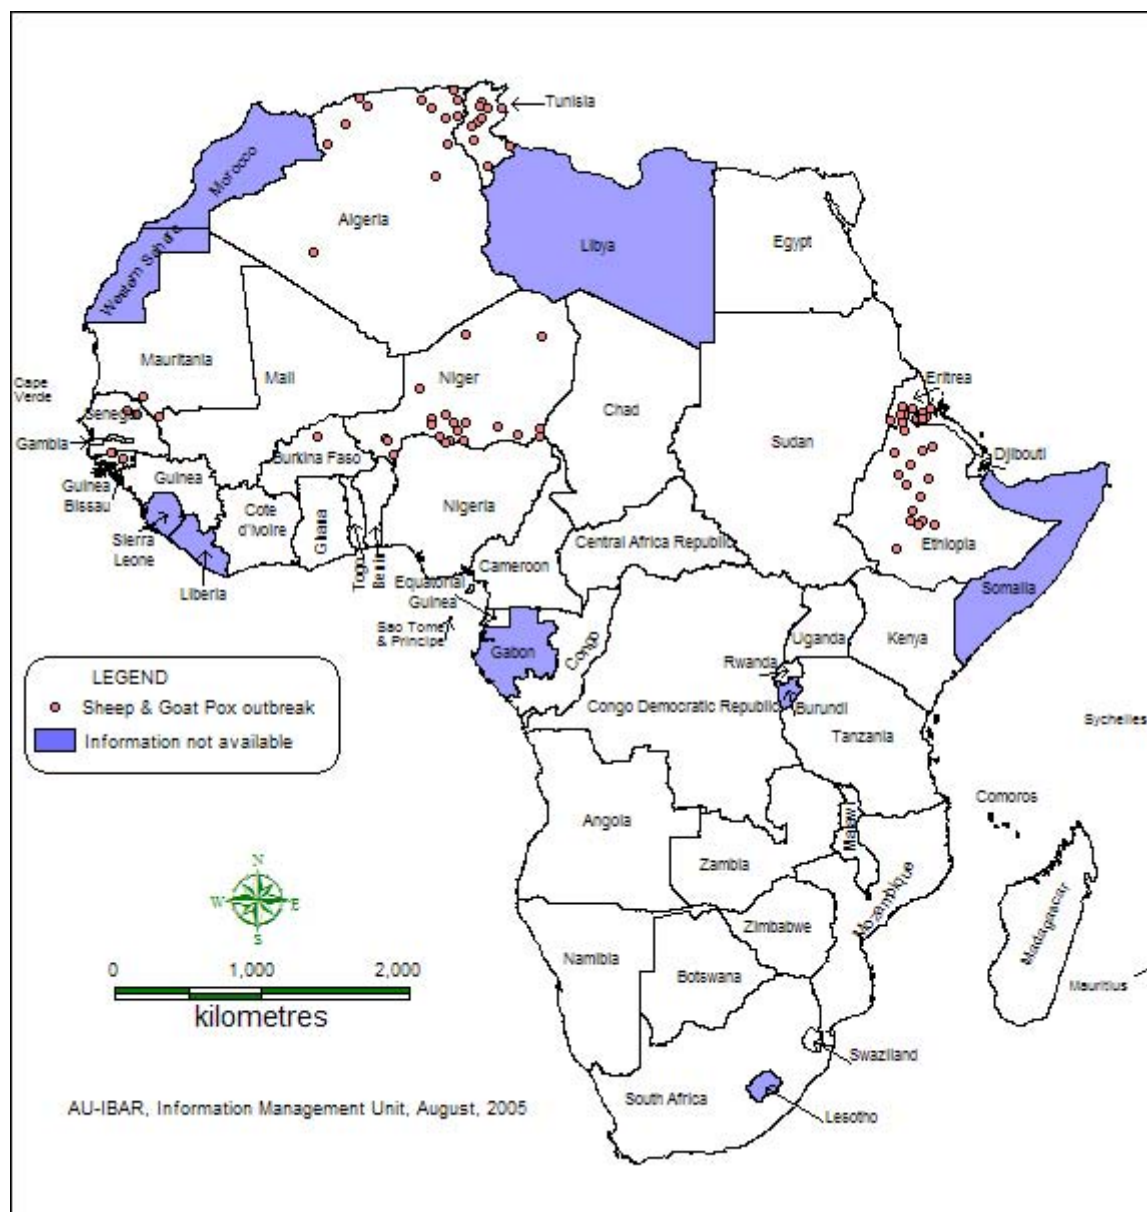 Tunisia
Morocco
Algeria
Libya
Egypt
Western Sahara
Mauritania
Mali
Niger
Chad
Sudan
Eritrea
Cape
Verde
Senegal
Gambia
Burkina Faso
Djibouti
Guinea
Bissau
Guinea
Nigeria
Cote
d'Ivoire
Ghana
Togo
Benin
Sierra
Leone
Liberia
Central Africa Republic
Cameroon
Ethiopia
Equatorial
Guinea
Sao Tome
& Principe
Somalia
Gabon
Congo
Uganda
Kenya
Rwanda
Congo Democratic Republic
Burundi
Tanzania
Sychelles
LEGEND
Sheep & Goat Pox outbreak
Information not available
Comoros
Angola
Malawi
Zambia
Mozambique
Madagascar
Zimbabwe
Namibia
Botswana
Mauritius
N
W
E
S
0 1,000 2,000
kilometres
Swaziland
South Africa
Lesotho
AU-IBAR, Information Management Unit, August, 2005